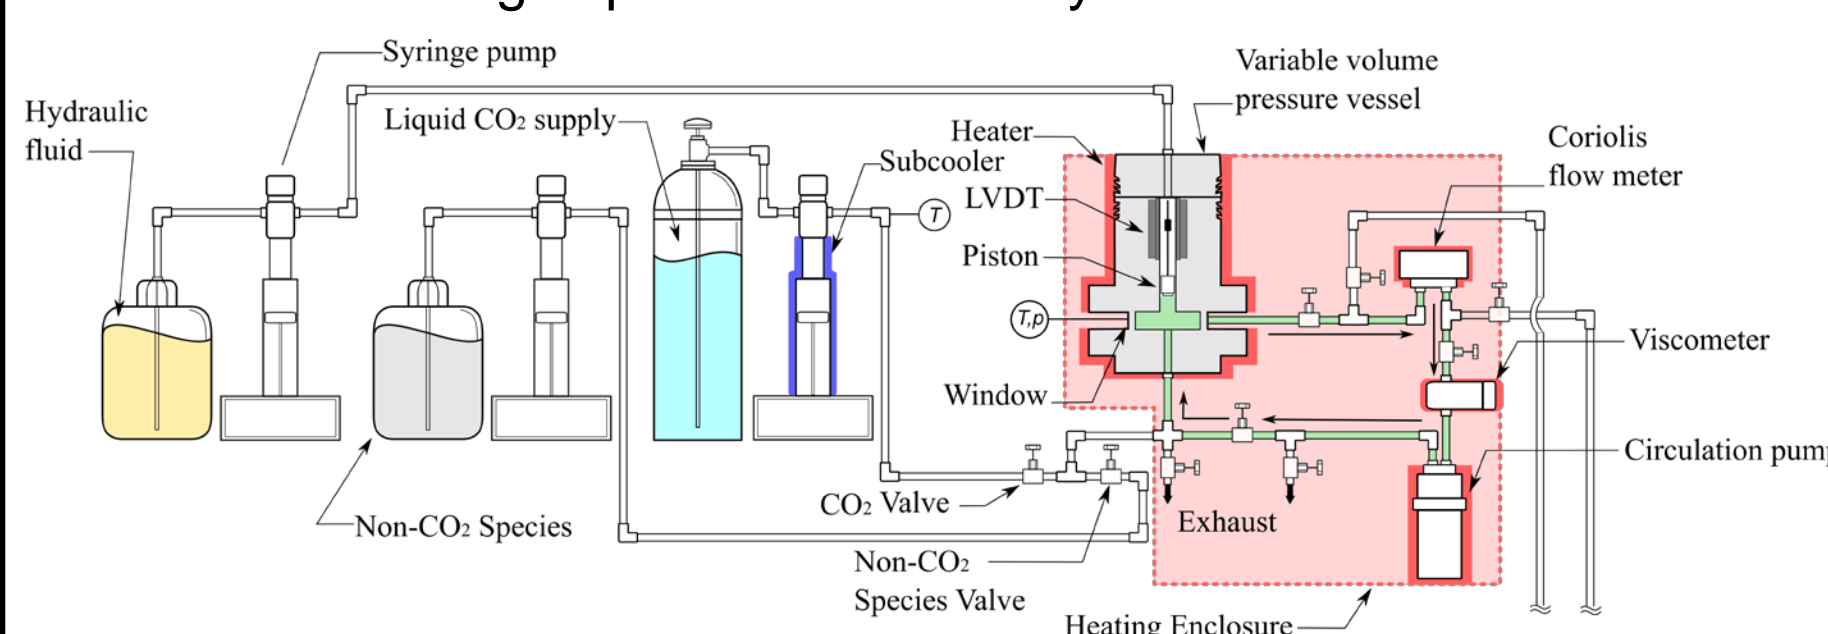 Syringe pump
Hydraulic
fluid
Liquid CO2 supply
Subcooler
T
Heater
Variable volume
pressure vessel
LVDT
Piston
T,p
Window
Coriolis
flow meter
Viscometer
Circulation
CO2 Valve
Non-CO2 Species
Non-CO2
Species Valve
Exhaust
Heating Enclosure